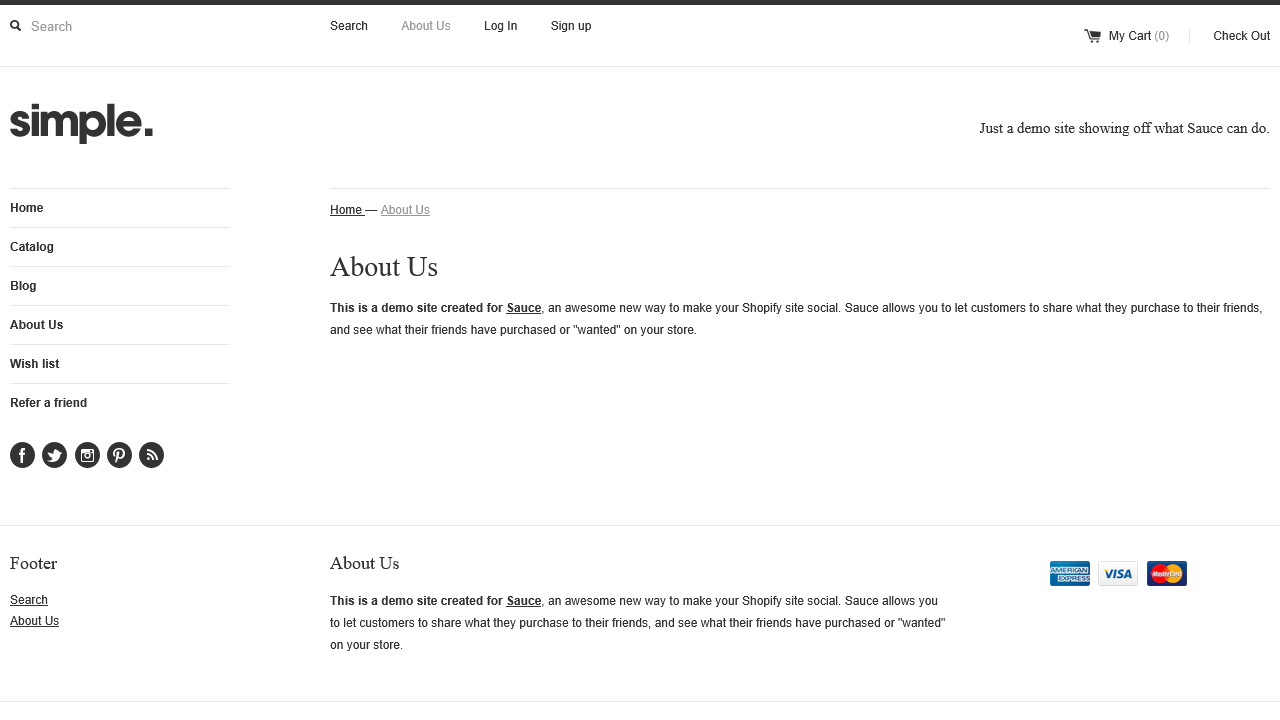 Search
Search About Us Log In Sign up
My Cart (0) Check Out
simple.
Just a demo site showing off what Sauce can do.
Home
Catalog
Blog
About Us
Wish list
Refer a friend
Home — About Us
About Us
This is a demo site created for Sauce, an awesome new way to make your Shopify site social. Sauce allows you to let customers to share what they purchase to their friends,
and see what their friends have purchased or "wanted" on your store.
Footer
Search
About Us
About Us
This is a demo site created for Sauce, an awesome new way to make your Shopify site social. Sauce allows you
to let customers to share what they purchase to their friends, and see what their friends have purchased or "wanted"
on your store.
AMERICAN EXPRESS
VISA
MasterCard